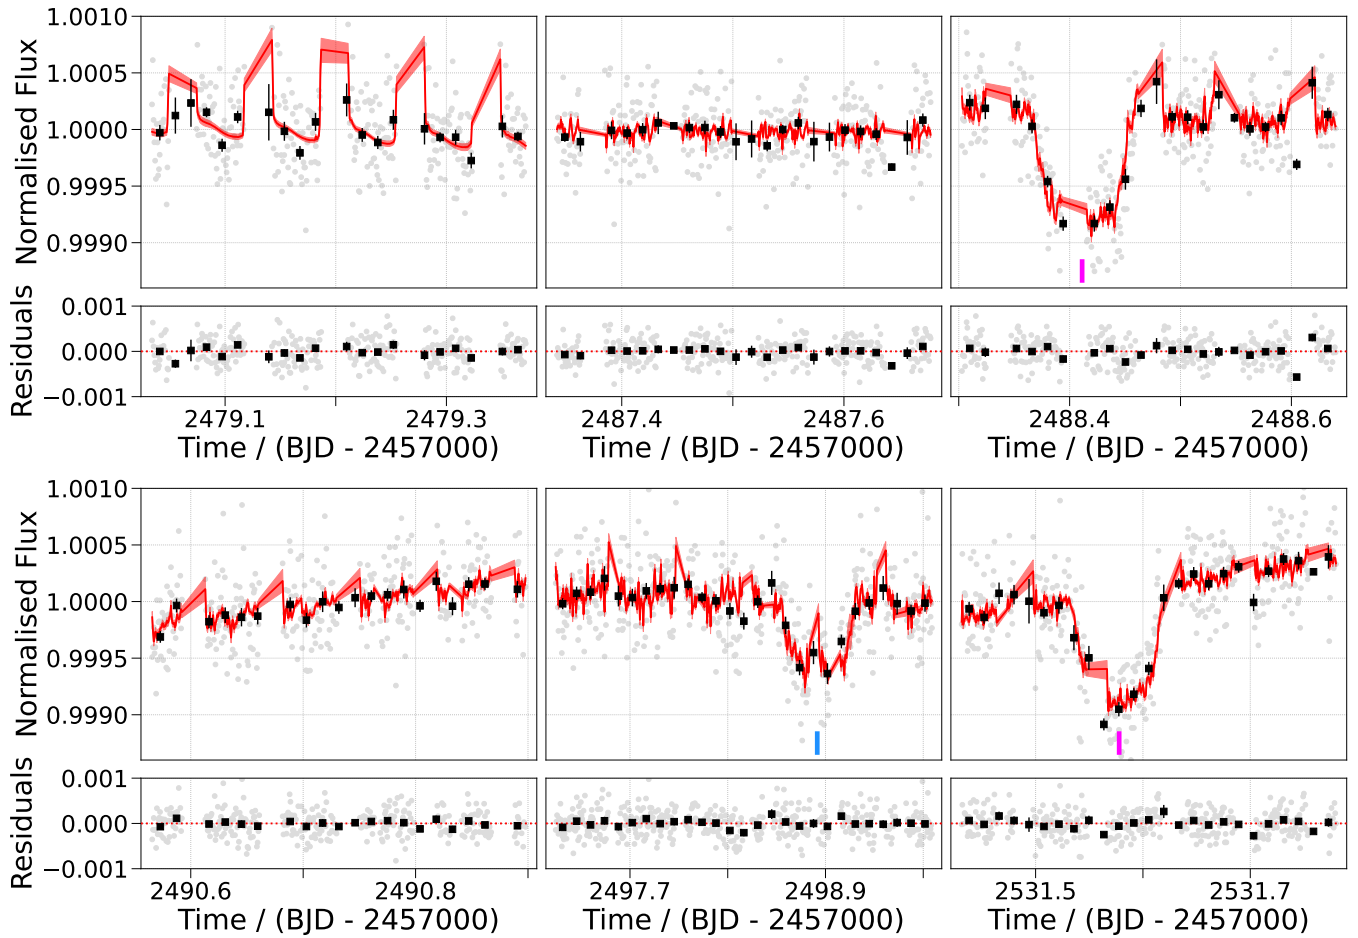 Normalised Flux
1.0010
1.0005
1.0000
0.9995
0.9990
Residuals
0.001
0.000
−0.001
2479.1 2479.3
Time / (BJD - 2457000)
2487.4 2487.6
Time / (BJD - 2457000)
2488.4 2488.6
Time / (BJD - 2457000)
Normalised Flux
1.0010
1.0005
1.0000
0.9995
0.9990
Residuals
0.001
0.000
−0.001
2490.6 2490.8
Time / (BJD - 2457000)
2497.7 2498.9
Time / (BJD - 2457000)
2531.5 2531.7
Time / (BJD - 2457000)